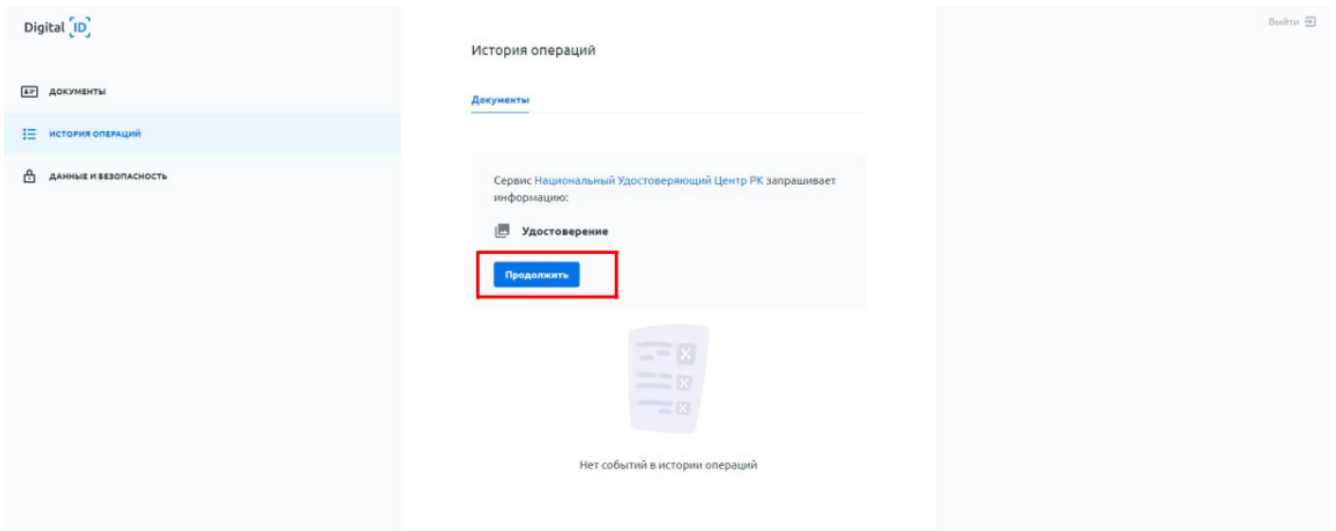 Digital ID
Выйти
История операций
ДОКУМЕНТЫ
Документы
ИСТОРИЯ ОПЕРАЦИЙ
ДАННЫЕ И БЕЗОПАСНОСТЬ
Сервис Национальный Удостоверяющий Центр РК запрашивает
информацию:
Удостоверение
Продолжить
Нет событий в истории операций